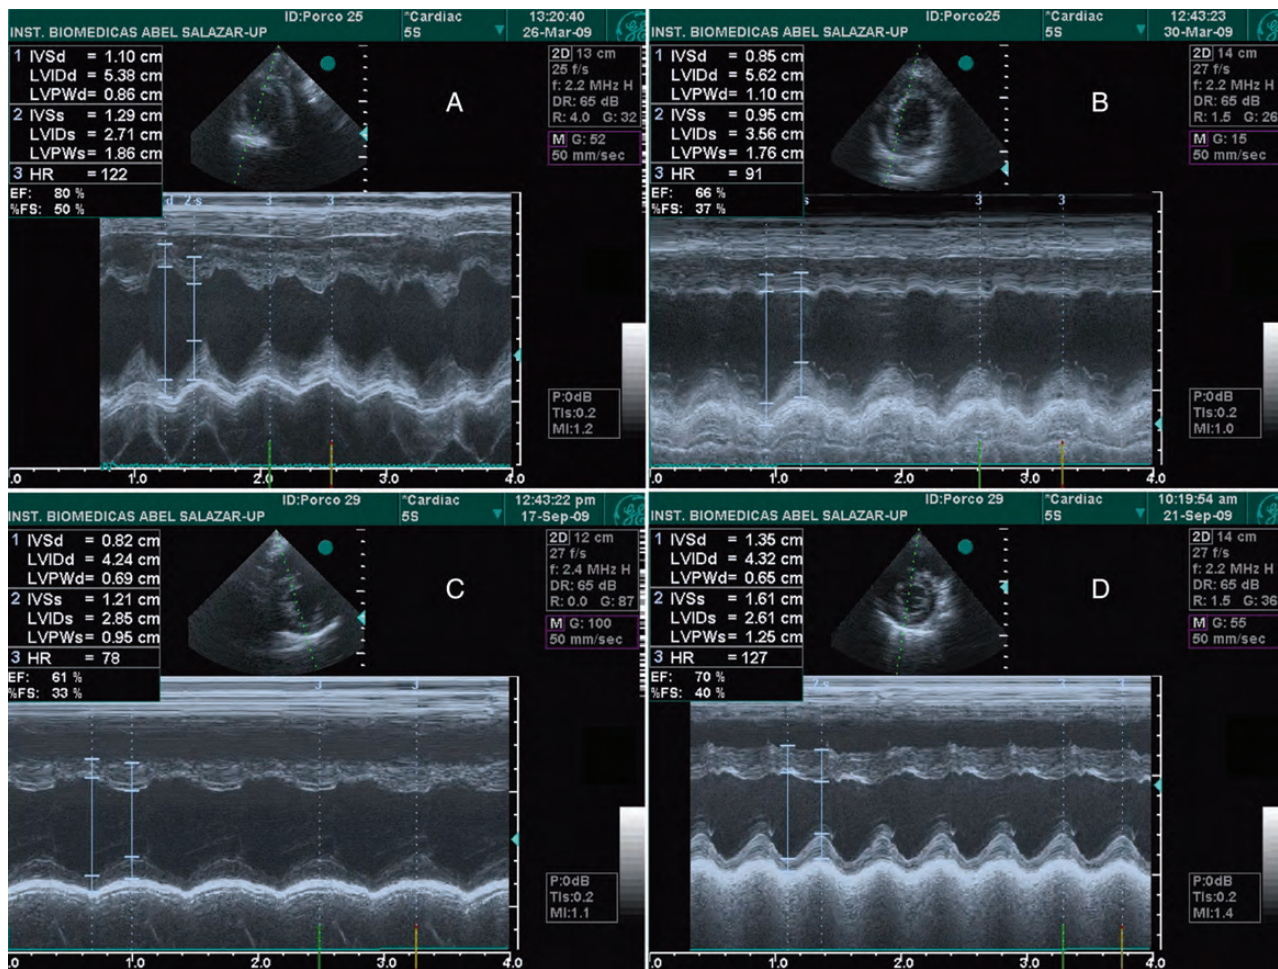 ID:Porco 25 *Cardiac 13:20:40
INST. BIOMEDICAS ABEL SALAZAR-UP 5S 26-Mar-09
1 IVSd = 1.10 cm
LVIDd = 5.38 cm
LVPWd = 0.86 cm
2 IVSs = 1.29 cm
LVIDs = 2.71 cm
LVPWs = 1.86 cm
3 HR = 122
EF: 80 %
%FS: 50 %
A
2D 13 cm
25 f/s
f: 2.2 MHz H
DR: 65 dB
R: 4.0 G: 32
M G: 52
50 mm/sec
d 2 s 3 3
P:0dB
TIs:0.2
MI:1.2
.0 1.0 2.0 3.0 4.0
ID:Porco25 *Cardiac 12:43:23
INST. BIOMEDICAS ABEL SALAZAR-UP 5S 30-Mar-09
1 IVSd = 0.85 cm
LVIDd = 5.62 cm
LVPWd = 1.10 cm
2 IVSs = 0.95 cm
LVIDs = 3.56 cm
LVPWs = 1.76 cm
3 HR = 91
EF: 66 %
%FS: 37 %
B
2D 14 cm
27 f/s
f: 2.2 MHz H
DR: 65 dB
R: 1.5 G: 26
M G: 15
50 mm/sec
s 3 3
P:0dB
TIs:0.2
MI:1.0
.0 1.0 2.0 3.0 4.0
ID:Porco 29 *Cardiac 12:43:22 pm
INST. BIOMEDICAS ABEL SALAZAR-UP 5S 17-Sep-09
1 IVSd = 0.82 cm
LVIDd = 4.24 cm
LVPWd = 0.69 cm
2 IVSs = 1.21 cm
LVIDs = 2.85 cm
LVPWs = 0.95 cm
3 HR = 78
EF: 61 %
%FS: 33 %
C
2D 12 cm
27 f/s
f: 2.4 MHz H
DR: 65 dB
R: 0.0 G: 87
M G: 100
50 mm/sec
3 3
P:0dB
TIs:0.2
MI:1.1
.0 1.0 2.0 3.0 4.0
ID:Porco 29 *Cardiac 10:19:54 am
INST. BIOMEDICAS ABEL SALAZAR-UP 5S 21-Sep-09
1 IVSd = 1.35 cm
LVIDd = 4.32 cm
LVPWd = 0.65 cm
2 IVSs = 1.61 cm
LVIDs = 2.61 cm
LVPWs = 1.25 cm
3 HR =127
EF: 70 %
%FS: 40 %
D
2D 14 cm
27 f/s
f: 2.2 MHz H
DR: 65 dB
R: 1.5 G: 36
M G: 55
50 mm/sec
2 s 3 3
P:0dB
TIs:0.2
MI:1.4
.0 1.0 2.0 3.0 4.0